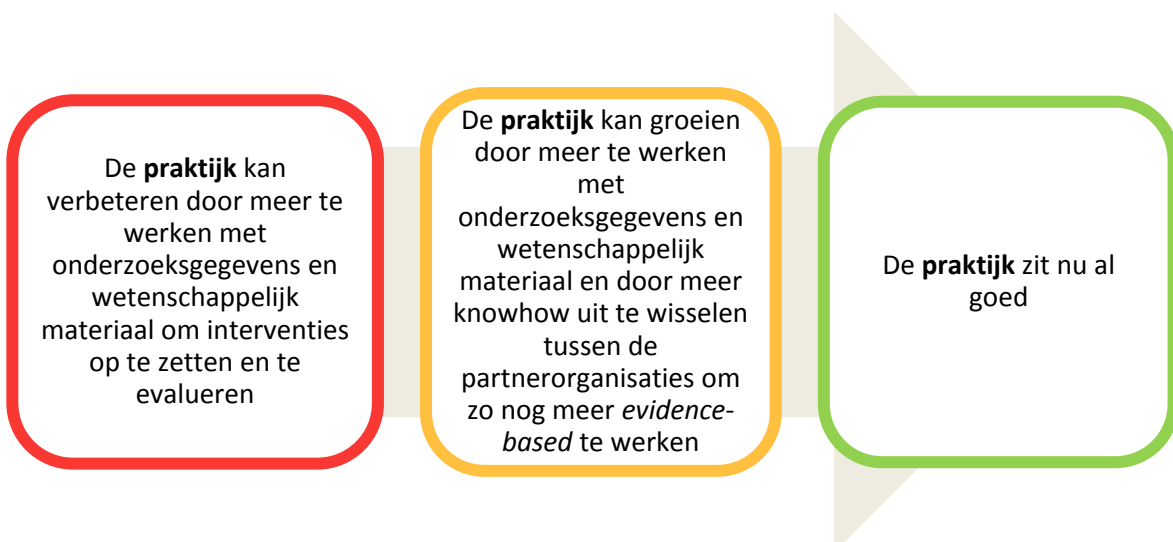 De praktijk kan
verbeteren door meer te
werken met
onderzoeksgegevens en
wetenschappelijk
materiaal om interventies
op te zetten en te
evalueren
De praktijk kan groeien
door meer te werken
met
onderzoeksgegevens en
wetenschappelijk
materiaal en door meer
knowhow uit te wisselen
tussen de
partnerorganisaties om
zo nog meer evidence-
based te werken
De praktijk zit nu al
goed